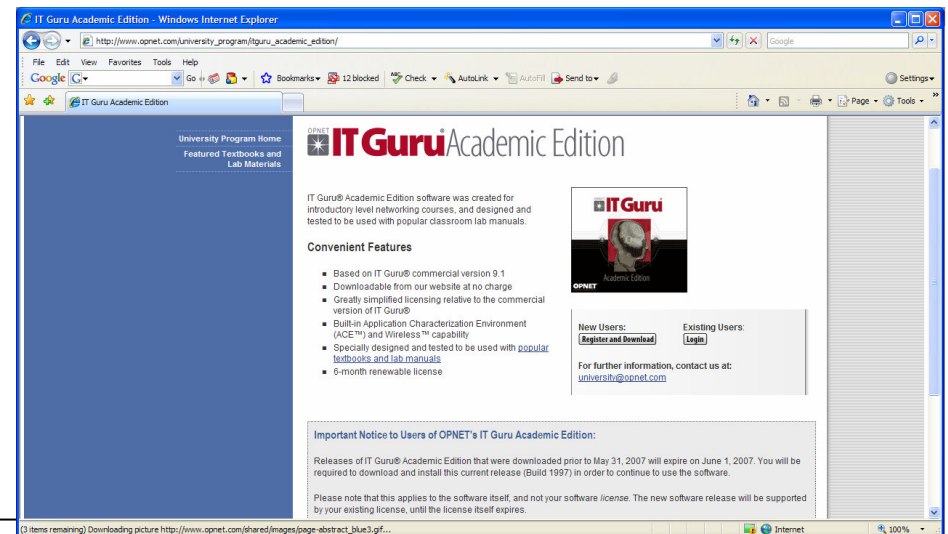 IT Guru Academic Edition - Windows Internet Explorer
http://www.opnet.com/university_program/itguru_academic_edition/
Google
File Edit View Favorites Tools Help
Google G Go Bookmarks 12 blocked Check AutoLink AutoFill Send to Settings
IT Guru Academic Edition
Page Tools
University Program Home
Featured Textbooks and
Lab Materials
OPNET IT Guru Academic Edition
IT Guru® Academic Edition software was created for
introductory level networking courses, and designed and
tested to be used with popular classroom lab manuals.
Convenient Features
Based on IT Guru® commercial version 9.1
Downloadable from our website at no charge
Greatly simplified licensing relative to the commercial
version of IT Guru®
Built-in Application Characterization Environment
(ACE™) and Wireless™ capability
Specially designed and tested to be used with popular
textbooks and lab manuals
6-month renewable license
IT Guru
Academic Edition
OPNET
New Users: Existing Users:
Register and Download Login
For further information, contact us at:
university@opnet.com
Important Notice to Users of OPNET's IT Guru Academic Edition:
Releases of IT Guru® Academic Edition that were downloaded prior to May 31, 2007 will expire on June 1, 2007. You will be
required to download and install this current release (Build 1997) in order to continue to use the software.
Please note that this applies to the software itself, and not your software license. The new software release will be supported
by your existing license, until the license itself expires.
(3 items remaining) Downloading picture http://www.opnet.com/shared/images/page-abstract_blue3.gif...
Internet
100%